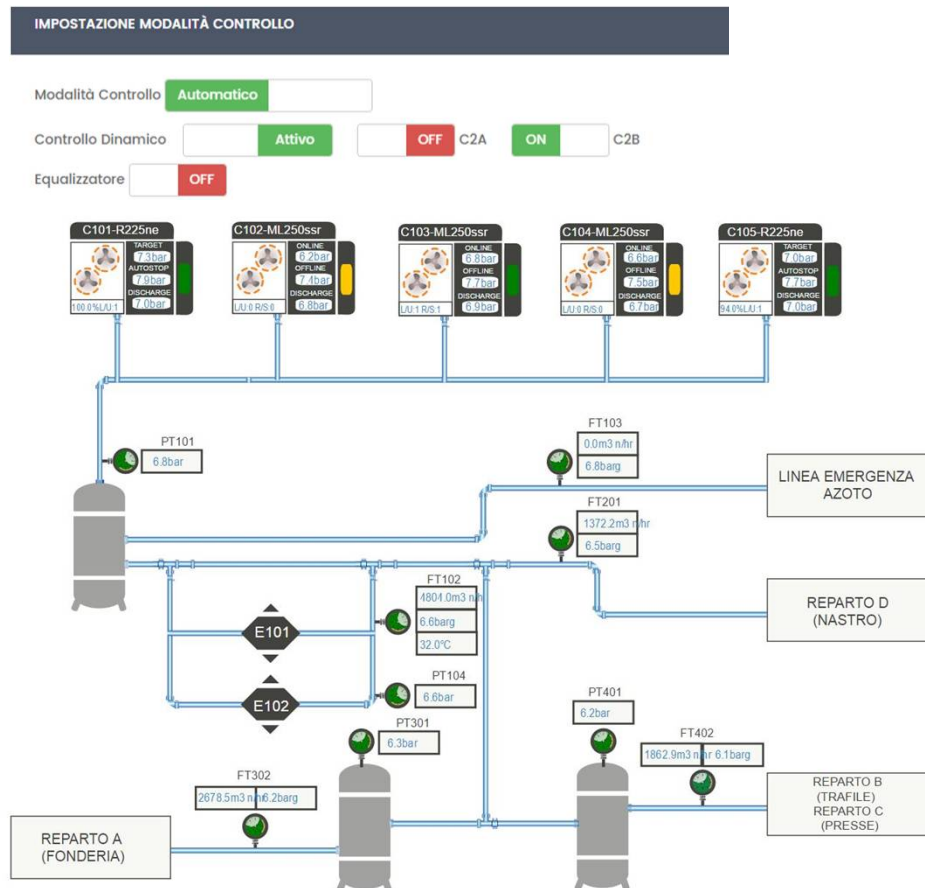 IMPOSTAZIONE MODALITÀ CONTROLLO
Modalità Controllo Automatico
Controllo Dinamico Attivo OFF C2A ON C2B
Equalizzatore OFF
C101-R225ne
TARGET
7.3bar
AUTOSTOP
7.9bar
DISCHARGE
7.0bar
100.0%L/U:1
C102-ML250ssr
ONLINE
6.2bar
OFFLINE
7.4bar
DISCHARGE
6.8bar
L/U:0 R/S:0
C103-ML250ssr
ONLINE
6.8bar
OFFLINE
7.7bar
DISCHARGE
6.9bar
L/U:1 R/S:1
C104-ML250ssr
ONLINE
6.6bar
OFFLINE
7.5bar
DISCHARGE
6.7bar
L/U:0 R/S:0
C105-R225ne
TARGET
7.0bar
AUTOSTOP
7.7bar
DISCHARGE
7.0bar
94.0%L/U:1
PT101
6.8bar
FT103
0.0m3 n/hr
6.8barg
LINEA EMERGENZA
AZOTO
FT201
1372.2m3 n/hr
6.5barg
FT102
4804.0m3 n/h
6.6barg
32.0°C
REPARTO D
(NASTRO)
E101
E102
PT104
6.6bar
PT301
6.3bar
PT401
6.2bar
FT402
1862.9m3 n/hr 6.1barg
FT302
2678.5m3 n/hr 6.2barg
REPARTO B
(TRAFILE)
REPARTO C
(PRESSE)
REPARTO A
(FONDERIA)